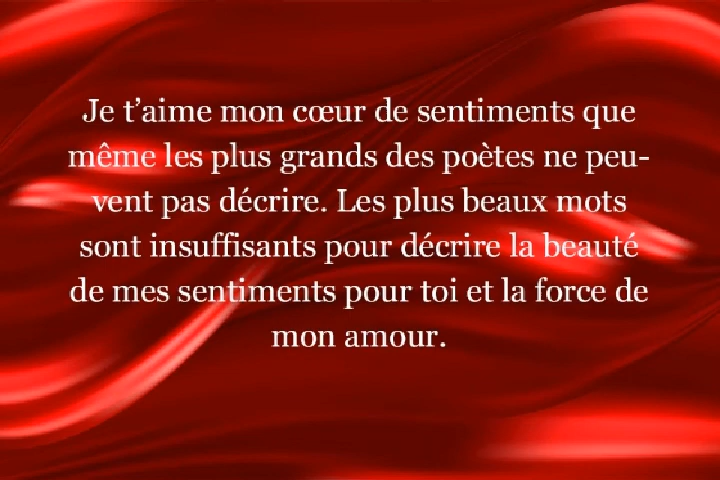 Je t’aime mon cœur de sentiments que
même les plus grands des poètes ne peu-
vent pas décrire. Les plus beaux mots
sont insuffisants pour décrire la beauté
de mes sentiments pour toi et la force de
mon amour.